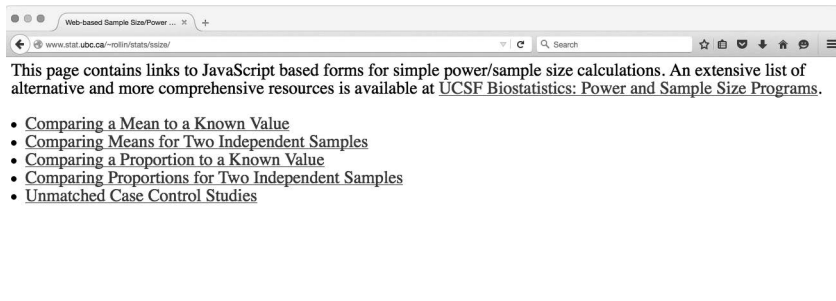 Web-based Sample Size/Power ...
www.stat.ubc.ca/~rollin/stats/ssize/
Search
This page contains links to JavaScript based forms for simple power/sample size calculations. An extensive list of
alternative and more comprehensive resources is available at UCSF Biostatistics: Power and Sample Size Programs.
• Comparing a Mean to a Known Value
• Comparing Means for Two Independent Samples
• Comparing a Proportion to a Known Value
• Comparing Proportions for Two Independent Samples
• Unmatched Case Control Studies